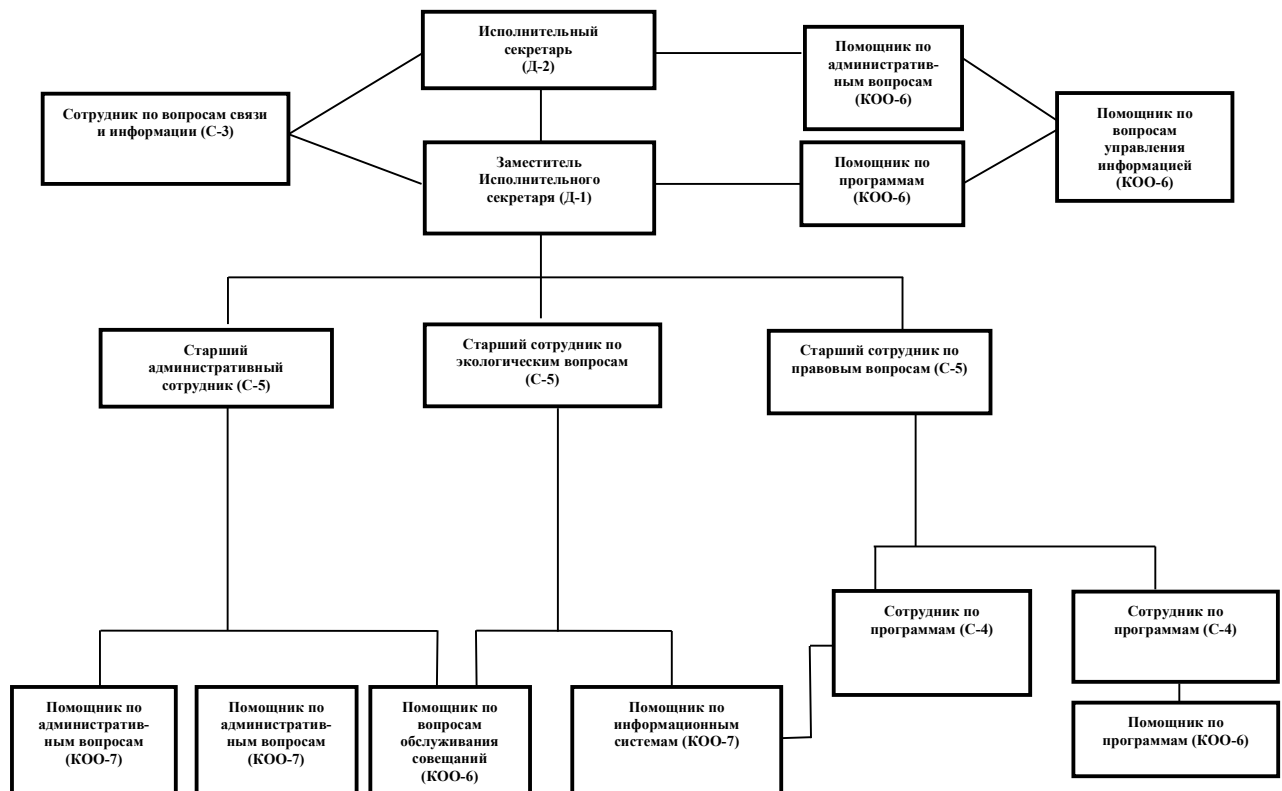 Исполнительный
секретарь
(Д-2)
Помощник по
административ-
ным вопросам
(КОО-6)
Сотрудник по вопросам связи
и информации (С-3)
Помощник по
вопросам
управления
информацией
(КОО-6)
Заместитель
Исполнительного
секретаря (Д-1)
Помощник по
программам
(КОО-6)
Старший
административный
сотрудник (С-5)
Старший сотрудник по
экологическим вопросам
(С-5)
Старший сотрудник по
правовым вопросам (С-5)
Сотрудник по
программам (С-4)
Сотрудник по
программам (С-4)
Помощник по
административ-
ным вопросам
(КОО-7)
Помощник по
административ-
ным вопросам
(КОО-7)
Помощник по
вопросам
обслуживания
совещаний
(КОО-6)
Помощник по
информационным
системам (КОО-7)
Помощник по
программам (КОО-6)